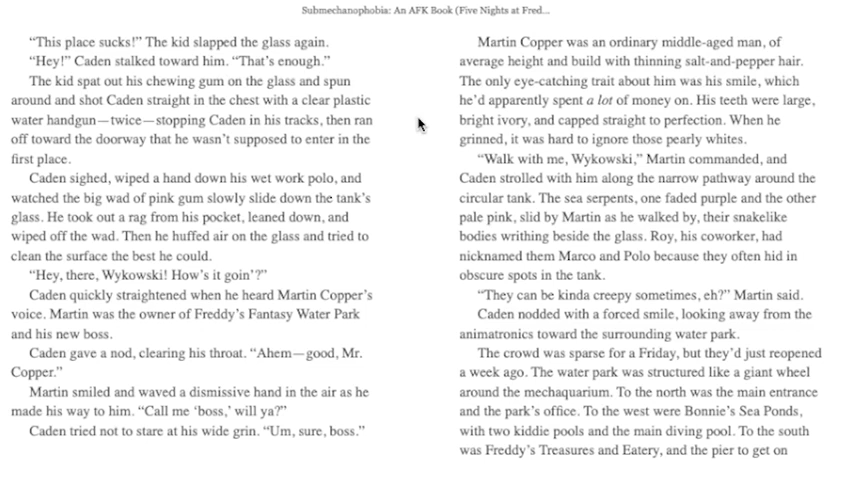 Submechanophobia: An AFK Book (Five Nights at Fred...
“This place sucks!” The kid slapped the glass again.
“Hey!” Caden stalked toward him. “That’s enough.”
The kid spat out his chewing gum on the glass and spun
around and shot Caden straight in the chest with a clear plastic
water handgun—twice—stopping Caden in his tracks, then ran
off toward the doorway that he wasn’t supposed to enter in the
first place.
Caden sighed, wiped a hand down his wet work polo, and
watched the big wad of pink gum slowly slide down the tank’s
glass. He took out a rag from his pocket, leaned down, and
wiped off the wad. Then he huffed air on the glass and tried to
clean the surface the best he could.
“Hey, there, Wykowski! How’s it goin’?”
Caden quickly straightened when he heard Martin Copper’s
voice. Martin was the owner of Freddy’s Fantasy Water Park
and his new boss.
Caden gave a nod, clearing his throat. “Ahem—good, Mr.
Copper.”
Martin smiled and waved a dismissive hand in the air as he
made his way to him. “Call me ‘boss,’ will ya?”
Caden tried not to stare at his wide grin. “Um, sure, boss.”
Martin Copper was an ordinary middle-aged man, of
average height and build with thinning salt-and-pepper hair.
The only eye-catching trait about him was his smile, which
he’d apparently spent a lot of money on. His teeth were large,
bright ivory, and capped straight to perfection. When he
grinned, it was hard to ignore those pearly whites.
“Walk with me, Wykowski,” Martin commanded, and
Caden strolled with him along the narrow pathway around the
circular tank. The sea serpents, one faded purple and the other
pale pink, slid by Martin as he walked by, their snakelike
bodies writhing beside the glass. Roy, his coworker, had
nicknamed them Marco and Polo because they often hid in
obscure spots in the tank.
“They can be kinda creepy sometimes, eh?” Martin said.
Caden nodded with a forced smile, looking away from the
animatronics toward the surrounding water park.
The crowd was sparse for a Friday, but they’d just reopened
a week ago. The water park was structured like a giant wheel
around the mechaquarium. To the north was the main entrance
and the park’s office. To the west were Bonnie’s Sea Ponds,
with two kiddie pools and the main diving pool. To the south
was Freddy’s Treasures and Eatery, and the pier to get on